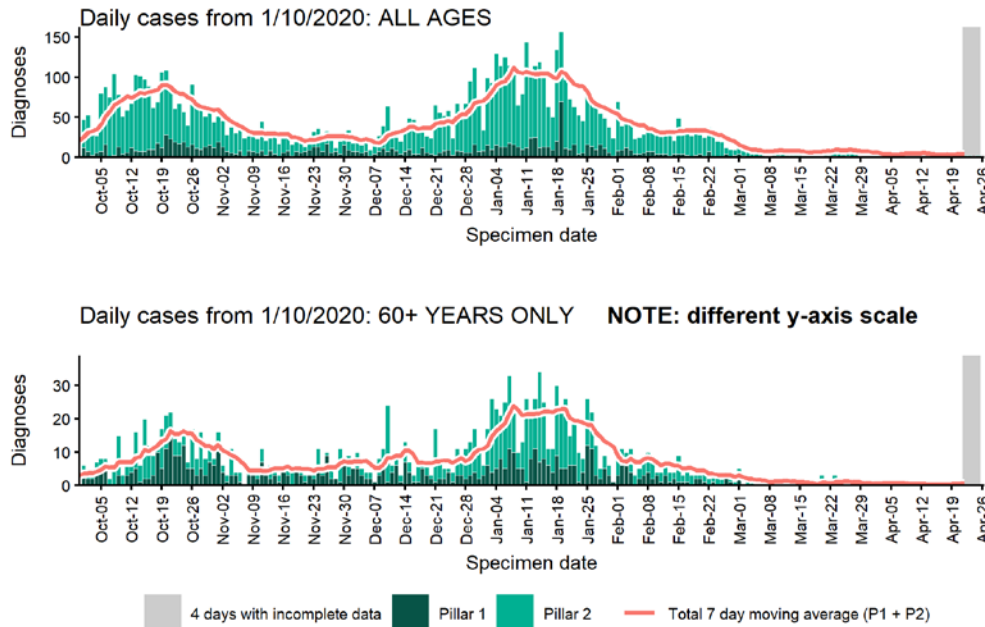 Daily cases from 1/10/2020: ALL AGES
150
100
50
0
Diagnoses
Oct-05 Oct-12 Oct-19 Oct-26 Nov-02 Nov-09 Nov-16 Nov-23 Nov-30 Dec-07 Dec-14 Dec-21 Dec-28 Jan-04 Jan-11 Jan-18 Jan-25 Feb-01 Feb-08 Feb-15 Feb-22 Mar-01 Mar-08 Mar-15 Mar-22 Mar-29 Apr-05 Apr-12 Apr-19 Apr-26
Specimen date
Daily cases from 1/10/2020: 60+ YEARS ONLY NOTE: different y-axis scale
30
20
10
0
Diagnoses
Oct-05 Oct-12 Oct-19 Oct-26 Nov-02 Nov-09 Nov-16 Nov-23 Nov-30 Dec-07 Dec-14 Dec-21 Dec-28 Jan-04 Jan-11 Jan-18 Jan-25 Feb-01 Feb-08 Feb-15 Feb-22 Mar-01 Mar-08 Mar-15 Mar-22 Mar-29 Apr-05 Apr-12 Apr-19 Apr-26
Specimen date
4 days with incomplete data Pillar 1 Pillar 2 Total 7 day moving average (P1 + P2)